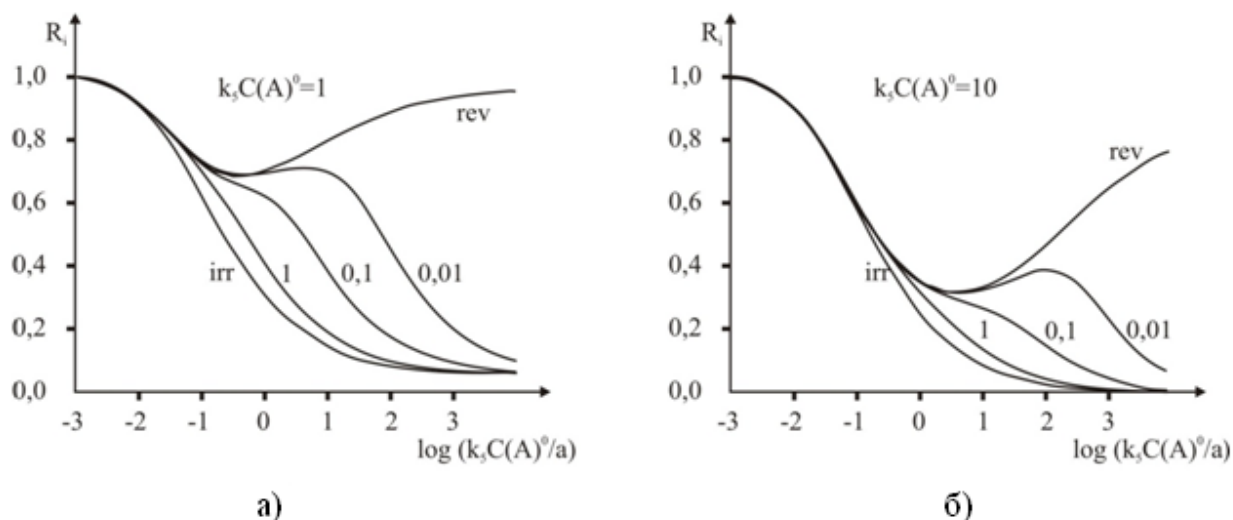 Rᵢ
1,0
0,8
0,6
0,4
0,2
0,0
k₅C(A)⁰=1
rev
irr
1
0,1
0,01
-3 -2 -1 0 1 2 3
log (k₅C(A)⁰/a)
а)
Rᵢ
1,0
0,8
0,6
0,4
0,2
0,0
k₅C(A)⁰=10
rev
irr
1
0,1
0,01
-3 -2 -1 0 1 2 3
log (k₅C(A)⁰/a)
б)